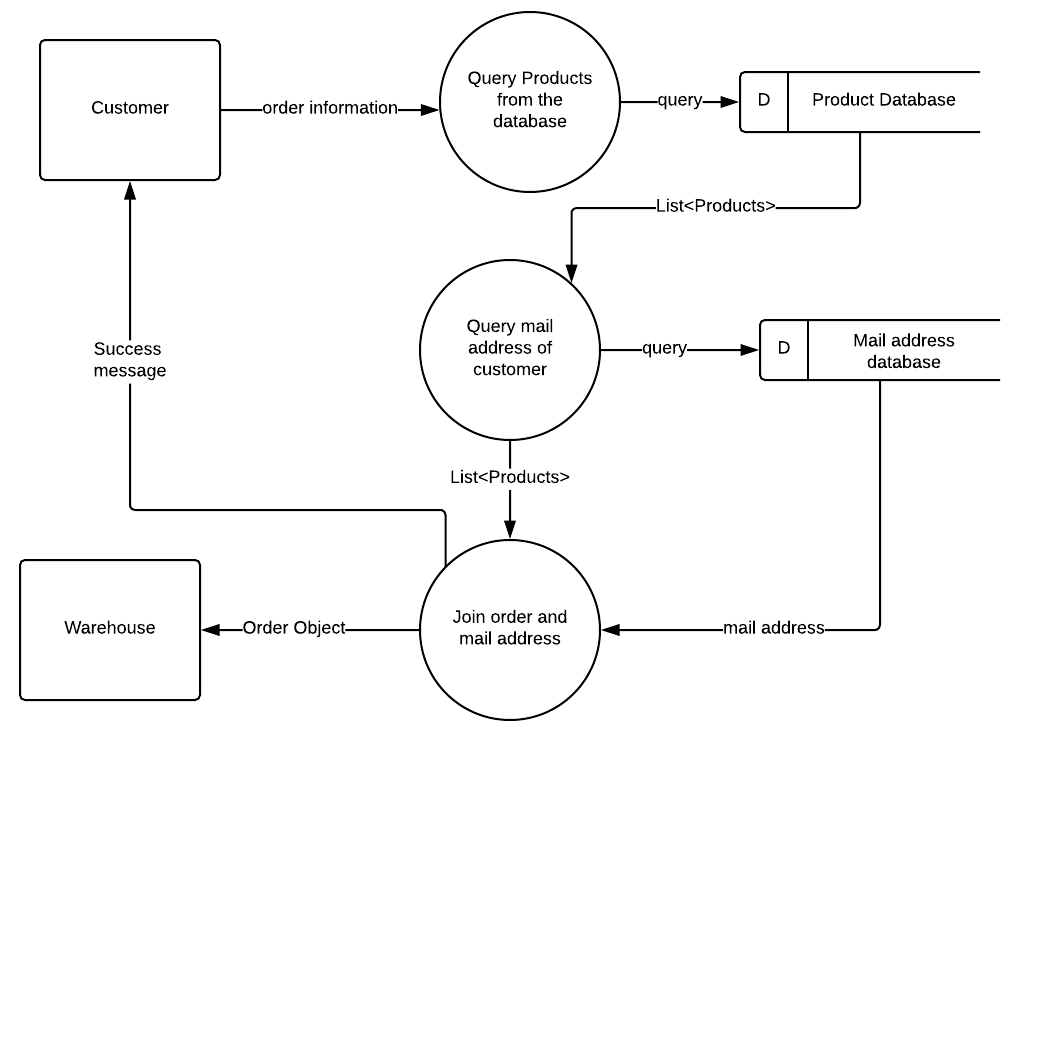 Customer
order information
Query Products
from the
database
query
D
Product Database
List<Products>
Query mail
address of
customer
query
D
Mail address
database
Success
message
List<Products>
Warehouse
Order Object
Join order and
mail address
mail address